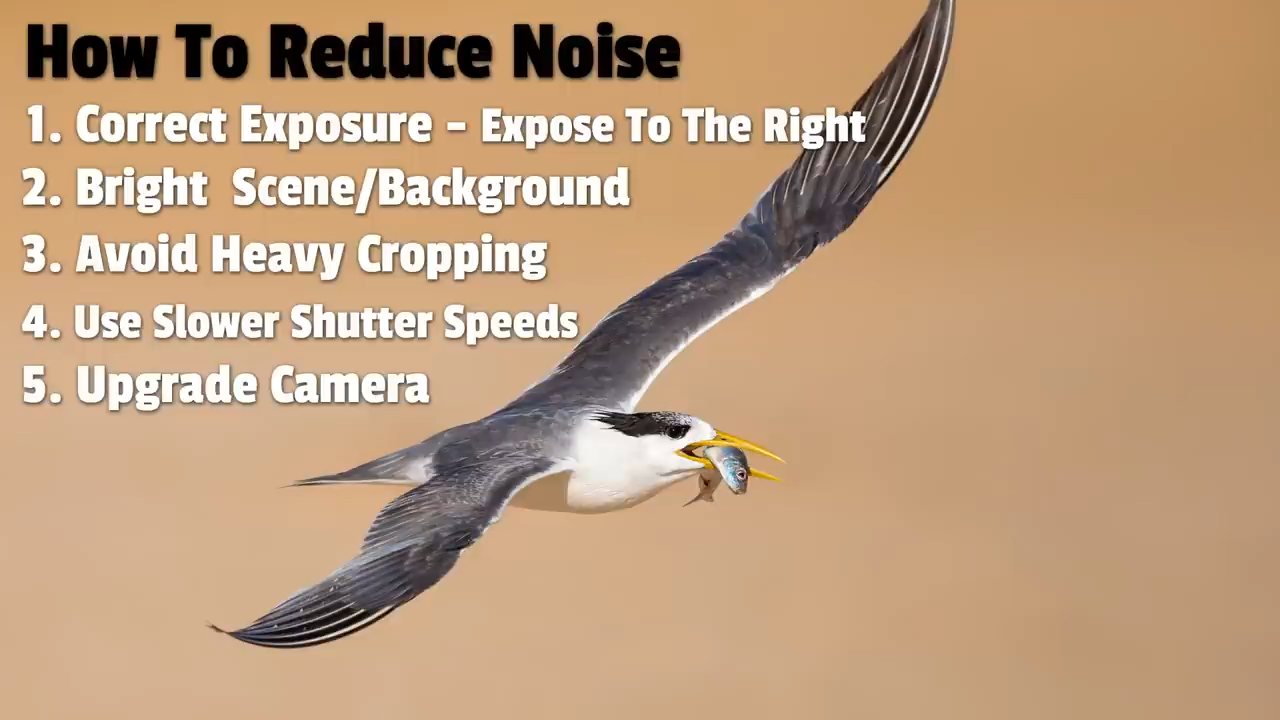 How To Reduce Noise
1. Correct Exposure - Expose To The Right
2. Bright Scene/Background
3. Avoid Heavy Cropping
4. Use Slower Shutter Speeds
5. Upgrade Camera